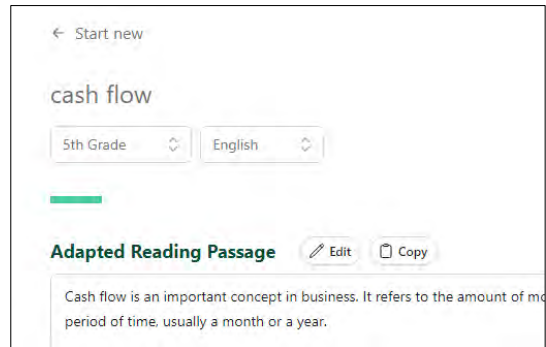 ← Start new
cash flow
5th Grade English
Adapted Reading Passage Edit Copy
Cash flow is an important concept in business. It refers to the amount of
period of time, usually a month or a year.